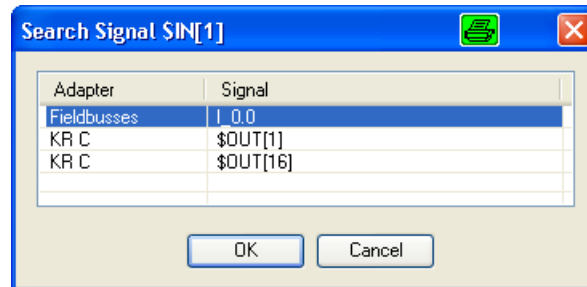 Search Signal $IN[1]
Adapter Signal
Fieldbusses I_0.0
KR C $OUT[1]
KR C $OUT[16]
OK Cancel